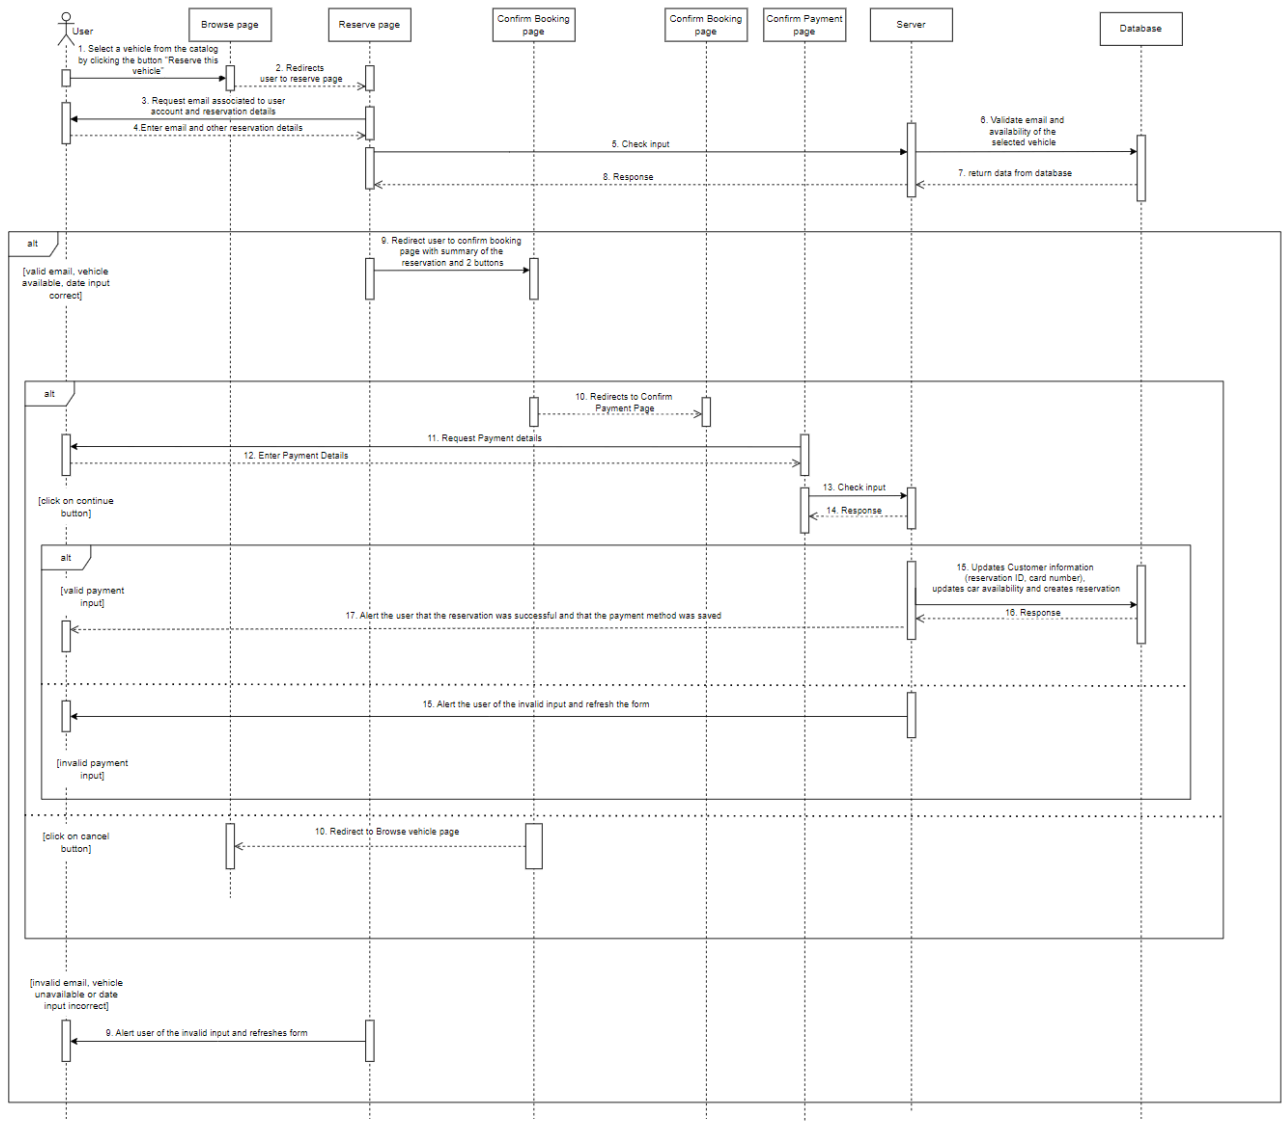 User
Browse page
Reserve page
Confirm Booking
page
Confirm Booking
page
Confirm Payment
page
Server
Database
1. Select a vehicle from the catalog
by clicking the button "Reserve this
vehicle"
2. Redirects
user to reserve page
3. Request email associated to user
account and reservation details
4.Enter email and other reservation details
5. Check input
6. Validate email and
availability of the
selected vehicle
7. return data from database
8. Response
alt
[valid email, vehicle
available, date input
correct]
9. Redirect user to confirm booking
page with summary of the
reservation and 2 buttons
alt
10. Redirects to Confirm
Payment Page
11. Request Payment details
12. Enter Payment Details
[click on continue
button]
13. Check input
14. Response
alt
[valid payment
input]
15. Updates Customer information
(reservation ID, card number),
updates car availability and creates reservation
16. Response
17. Alert the user that the reservation was successful and that the payment method was saved
15. Alert the user of the invalid input and refresh the form
[invalid payment
input]
[click on cancel
button]
10. Redirect to Browse vehicle page
[invalid email, vehicle
unavailable or date
input incorrect]
9. Alert user of the invalid input and refreshes form